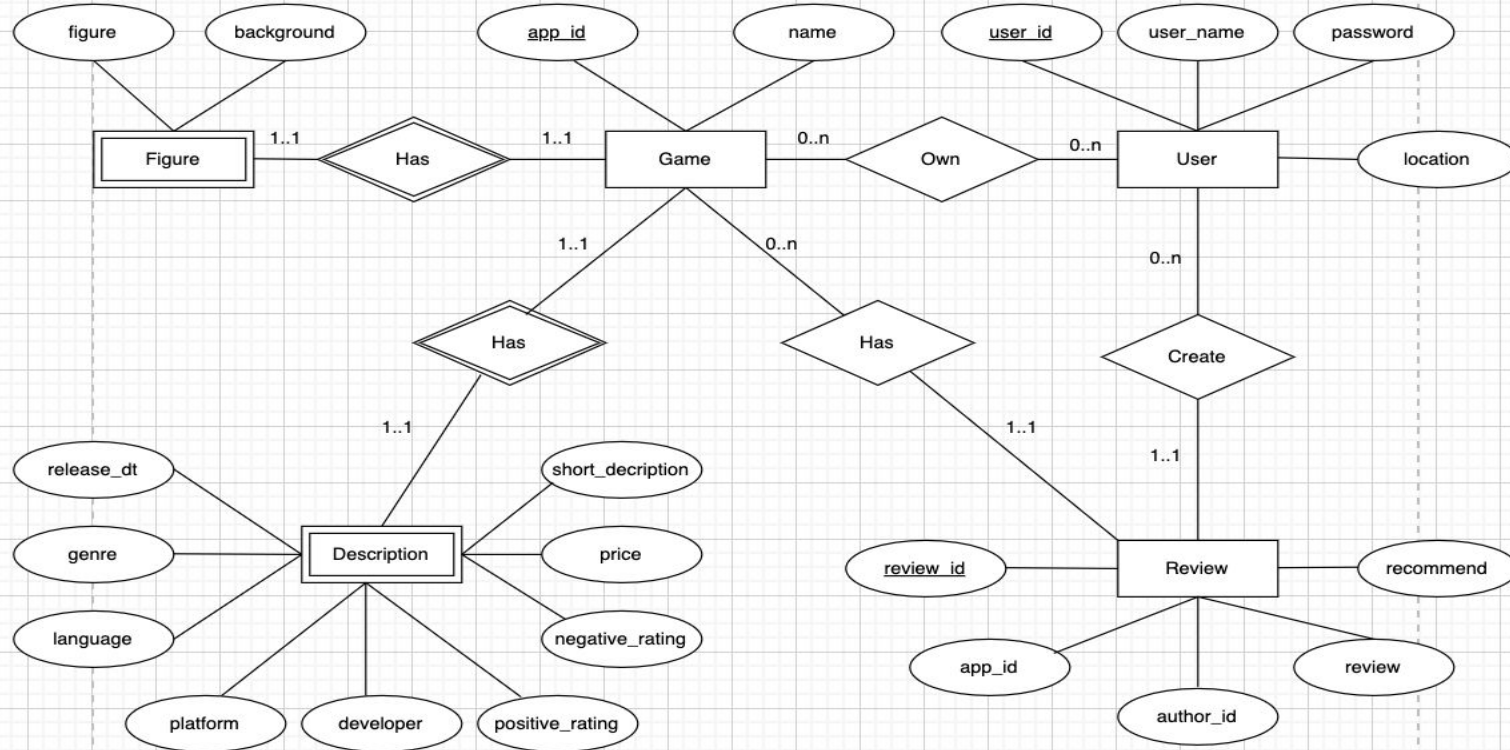 figure
background
app_id
name
user_id
user_name
password
Figure
1..1
Has
1..1
Game
0..n
Own
0..n
User
location
1..1
0..n
0..n
Has
Has
Create
1..1
1..1
1..1
release_dt
short_decription
genre
Description
price
review_id
Review
recommend
language
negative_rating
app_id
review
platform
developer
positive_rating
author_id